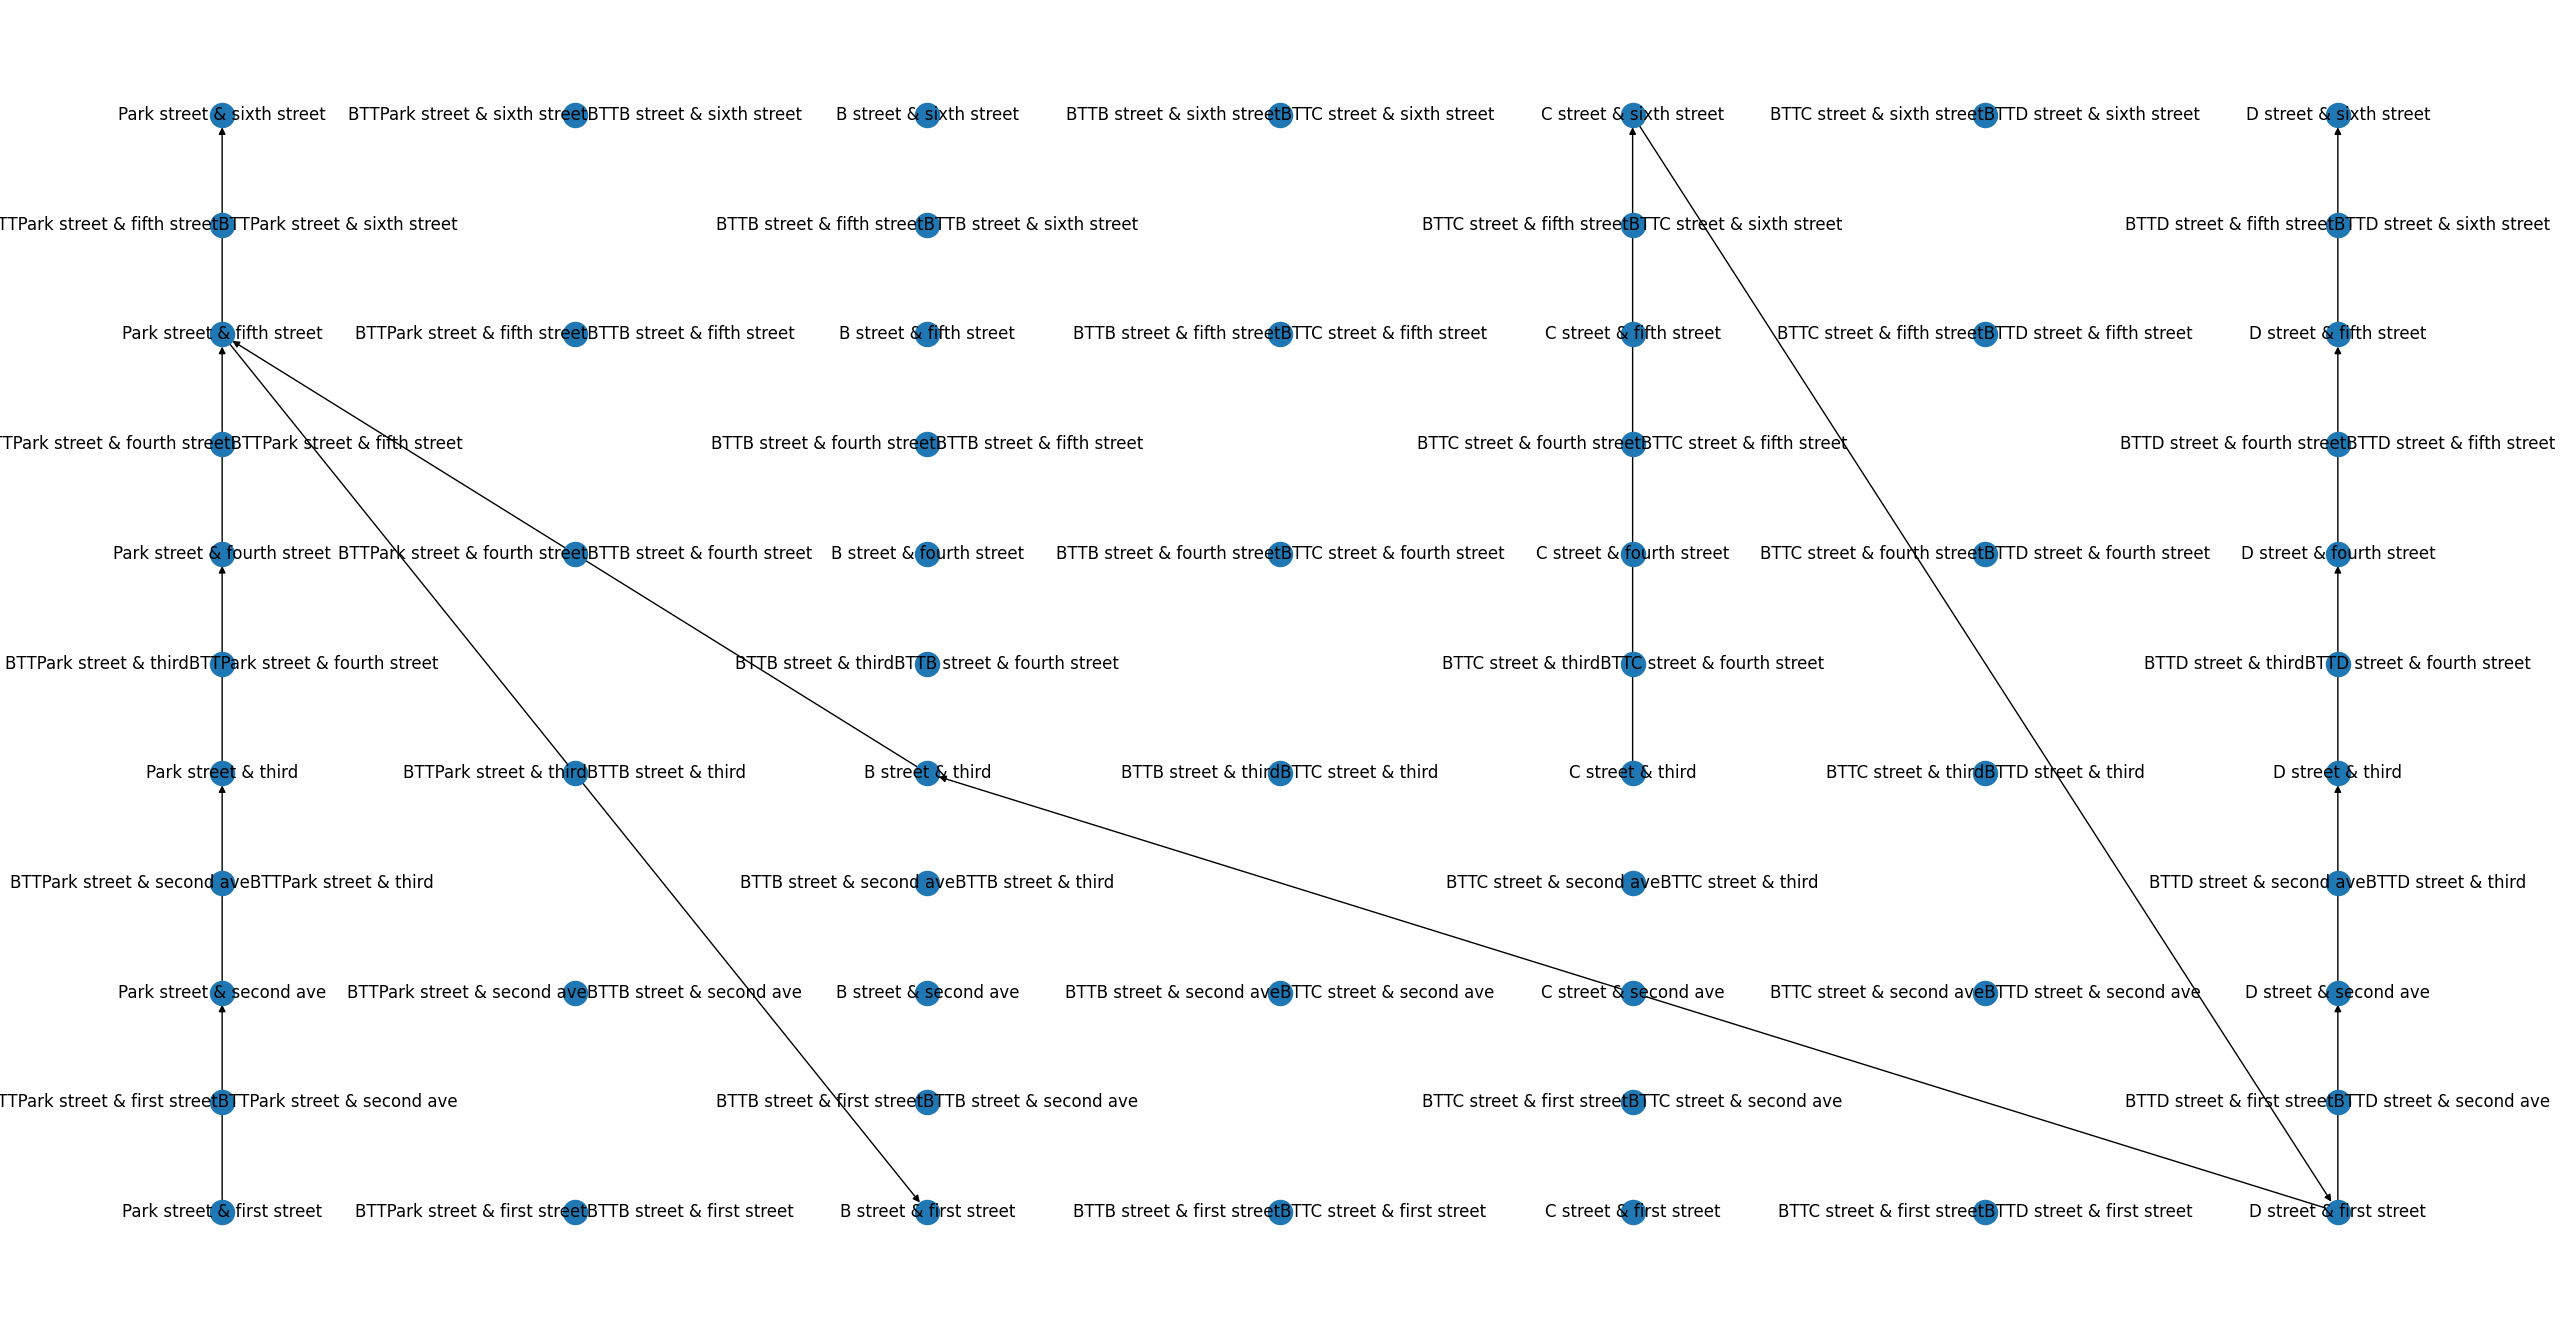 Park street & sixth street BTTPark street & sixth streetBTTB street & sixth street B street & sixth street BTTB street & sixth streetBTTC street & sixth street C street & sixth street BTTC street & sixth streetBTTD street & sixth street D street & sixth street
TTPark street & fifth streetBTTPark street & sixth street BTTB street & fifth streetBTTB street & sixth street BTTC street & fifth streetBTTC street & sixth street BTTD street & fifth streetBTTD street & sixth street
Park street & fifth street BTTPark street & fifth streetBTTB street & fifth street B street & fifth street BTTB street & fifth streetBTTC street & fifth street C street & fifth street BTTC street & fifth streetBTTD street & fifth street D street & fifth street
TTPark street & fourth streetBTTPark street & fifth street BTTB street & fourth streetBTTB street & fifth street BTTC street & fourth streetBTTC street & fifth street BTTD street & fourth streetBTTD street & fifth street
Park street & fourth street BTTPark street & fourth streetBTTB street & fourth street B street & fourth street BTTB street & fourth streetBTTC street & fourth street C street & fourth street BTTC street & fourth streetBTTD street & fourth street D street & fourth street
BTTPark street & thirdBTTPark street & fourth street BTTB street & thirdBTTB street & fourth street BTTC street & thirdBTTC street & fourth street BTTD street & thirdBTTD street & fourth street
Park street & third BTTPark street & thirdBTTB street & third B street & third BTTB street & thirdBTTC street & third C street & third BTTC street & thirdBTTD street & third D street & third
BTTPark street & second aveBTTPark street & third BTTB street & second aveBTTB street & third BTTC street & second aveBTTC street & third BTTD street & second aveBTTD street & third
Park street & second ave BTTPark street & second aveBTTB street & second ave B street & second ave BTTB street & second aveBTTC street & second ave C street & second ave BTTC street & second aveBTTD street & second ave D street & second ave
TTPark street & first streetBTTPark street & second ave BTTB street & first streetBTTB street & second ave BTTC street & first streetBTTC street & second ave BTTD street & first streetBTTD street & second ave
Park street & first street BTTPark street & first streetBTTB street & first street B street & first street BTTB street & first streetBTTC street & first street C street & first street BTTC street & first streetBTTD street & first street D street & first street